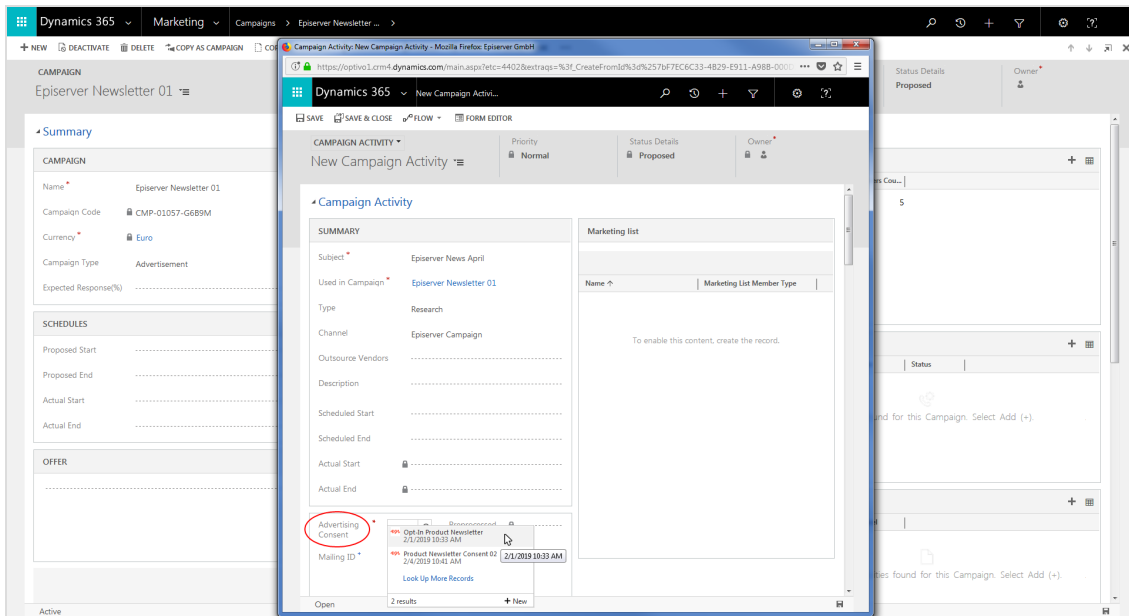 Dynamics 365 Marketing Campaigns > Episerver Newsletter ... >
+ NEW DEACTIVATE DELETE COPY AS CAMPAIGN
CAMPAIGN
Episerver Newsletter 01
Status Details
Proposed
Owner*
Summary
CAMPAIGN
Name* Episerver Newsletter 01
Campaign Code CMP-01057-G6B9M
Currency* Euro
Campaign Type Advertisement
Expected Response(%)
SCHEDULES
Proposed Start
Proposed End
Actual Start
Actual End
OFFER
Active
Campaign Activity: New Campaign Activity - Mozilla Firefox: Episerver GmbH
https://optivo1.crm4.dynamics.com/main.aspx?etc=4402&extraqs=%3f_CreateFromId%3d%257bF7EC6C33-4B29-E911-A98B-000D
Dynamics 365 New Campaign Activi...
SAVE SAVE & CLOSE FLOW FORM EDITOR
CAMPAIGN ACTIVITY
New Campaign Activity
Priority
Normal
Status Details
Proposed
Owner*
Campaign Activity
SUMMARY
Subject* Episerver News April
Used in Campaign* Episerver Newsletter 01
Type Research
Channel Episerver Campaign
Outsource Vendors
Description
Scheduled Start
Scheduled End
Actual Start
Actual End
Advertising Consent*
Preprocessed
Mailing ID*
Opt-In Product Newsletter
2/1/2019 10:33 AM
Product Newsletter Consent 02
2/4/2019 10:41 AM
2/1/2019 10:33 AM
Look Up More Records
2 results + New
Open
Marketing list
Name ↑ Marketing List Member Type
To enable this content, create the record.
5
Status
found for this Campaign. Select Add (+).
found for this Campaign. Select Add (+).